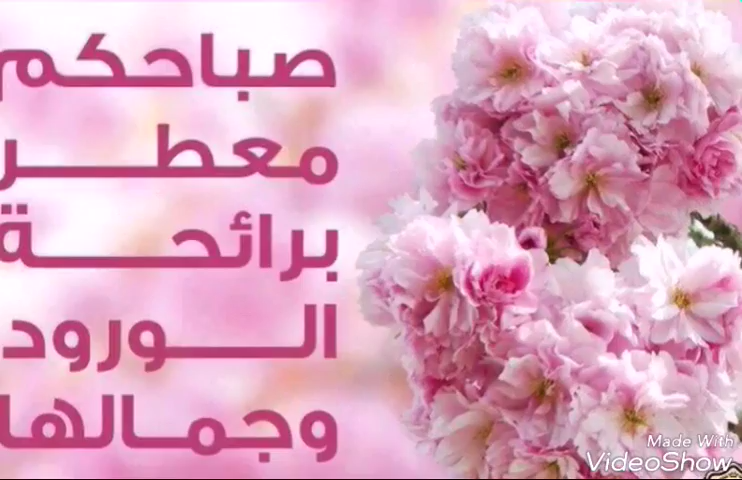 صباحكم
معطر
برائحة
الورود
وجمالها
Made With
VideoShow